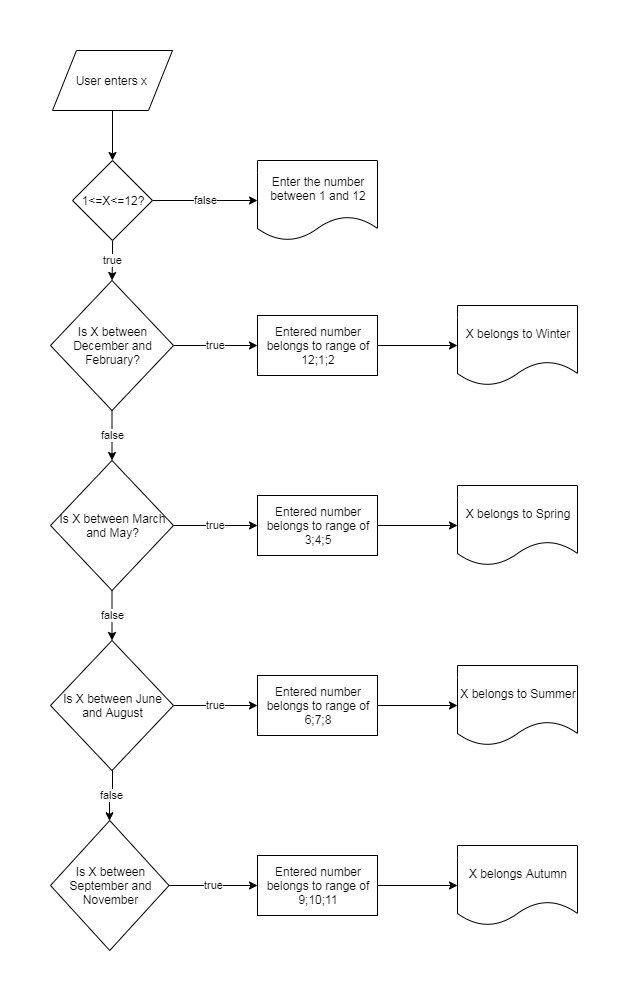 User enters x
1<=X<=12?
false
Enter the number
between 1 and 12
true
Is X between
December and
February?
true
Entered number
belongs to range of
12;1;2
X belongs to Winter
false
Is X between March
and May?
true
Entered number
belongs to range of
3;4;5
X belongs to Spring
false
Is X between June
and August
true
Entered number
belongs to range of
6;7;8
X belongs to Summer
false
Is X between
September and
November
true
Entered number
belongs to range of
9;10;11
X belongs Autumn